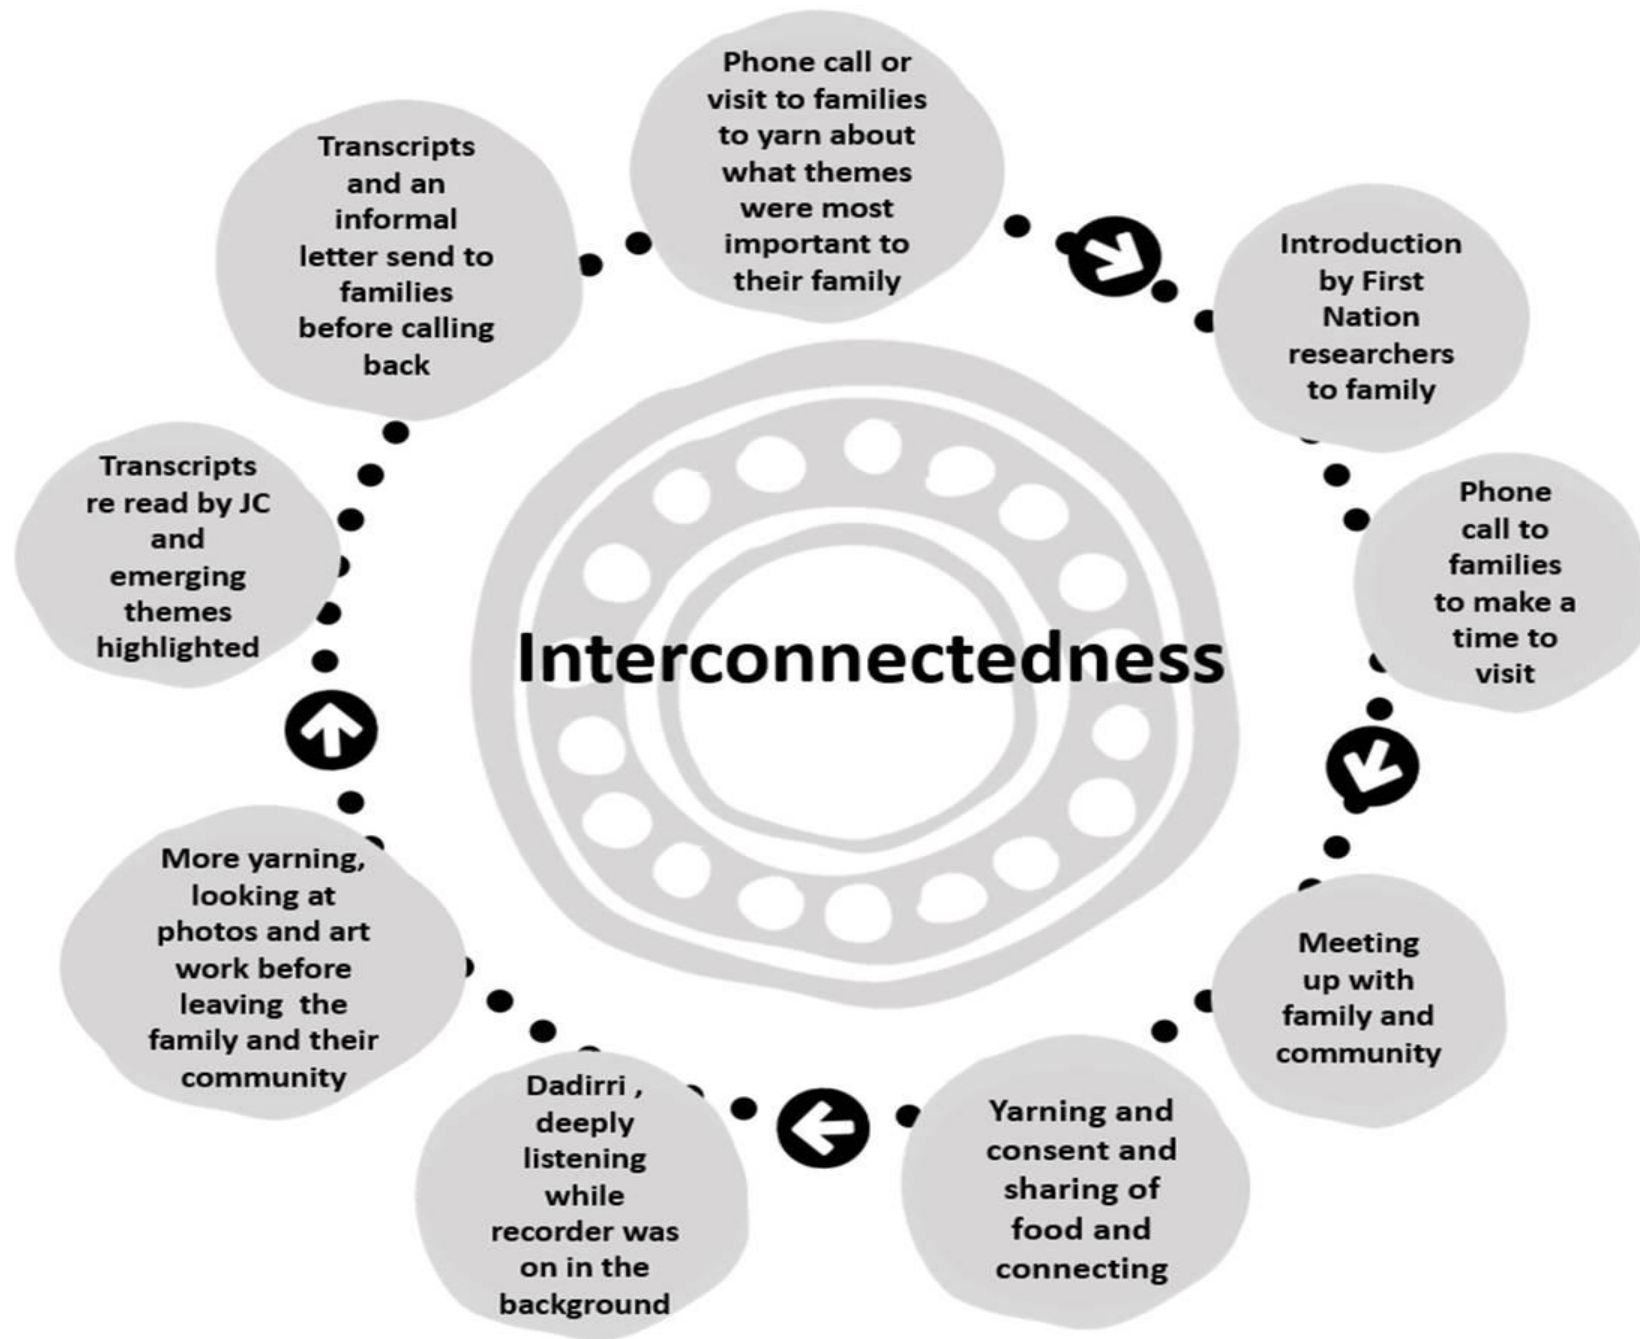 Phone call or
visit to families
to yarn about
what themes
were most
important to
their family
Introduction
by First
Nation
researchers
to family
Phone
call to
families
to make a
time to
visit
Meeting
up with
family and
community
Yarning and
consent and
sharing of
food and
connecting
Dadirri ,
deeply
listening
while
recorder was
on in the
background
More yarning,
looking at
photos and art
work before
leaving the
family and their
community
Transcripts
re read by JC
and
emerging
themes
highlighted
Transcripts
and an
informal
letter send to
families
before calling
back
Interconnectedness